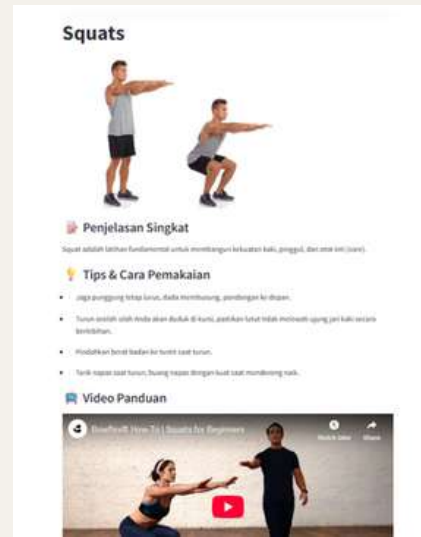 Squats
Penjelasan Singkat
Squat adalah latihan fundamental untuk membangun kekuatan kaki, pinggul, dan otot inti (core).
Tips & Cara Pemakaian
Jaga punggung tetap lurus, dada membusung, pandangan ke depan.
Turun seolah olah Anda akan duduk di kursi, pastikan lutut tidak melewati ujung jari kaki secara
berlebihan.
Pindahkan berat badan ke tumit saat turun.
Tarik napas saat turun, buang napas dengan kuat saat mendorong naik.
Video Panduan
Bowflex® How-To | Squats for Beginners
Watch later
Share